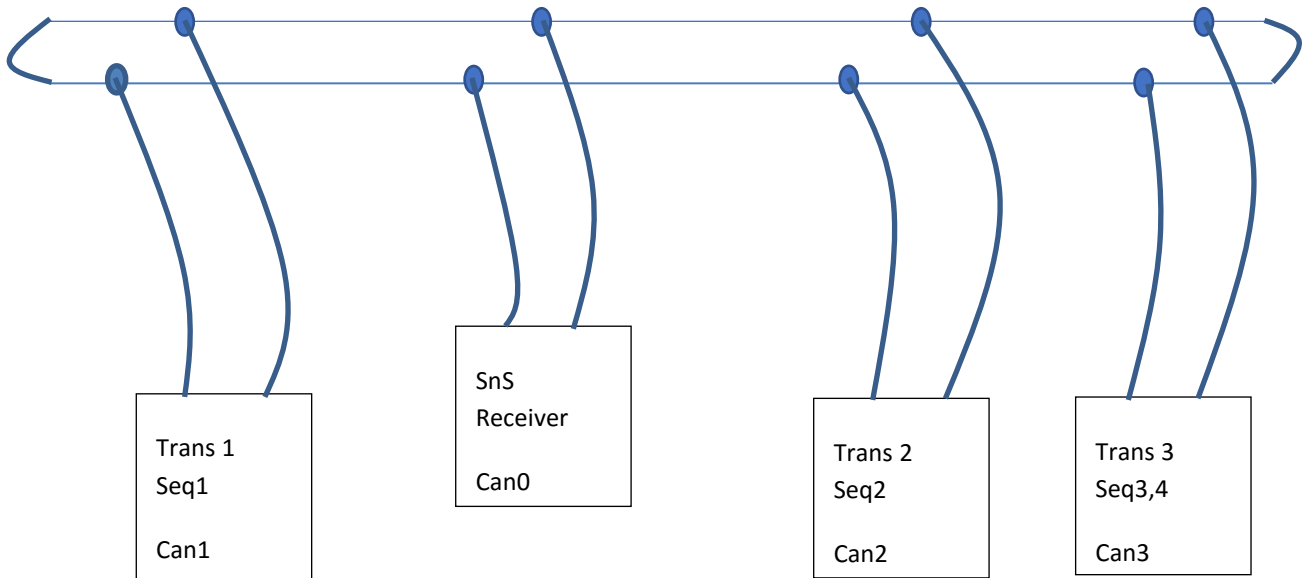 Trans 1
Seq1
Can1
SnS
Receiver
Can0
Trans 2
Seq2
Can2
Trans 3
Seq3,4
Can3